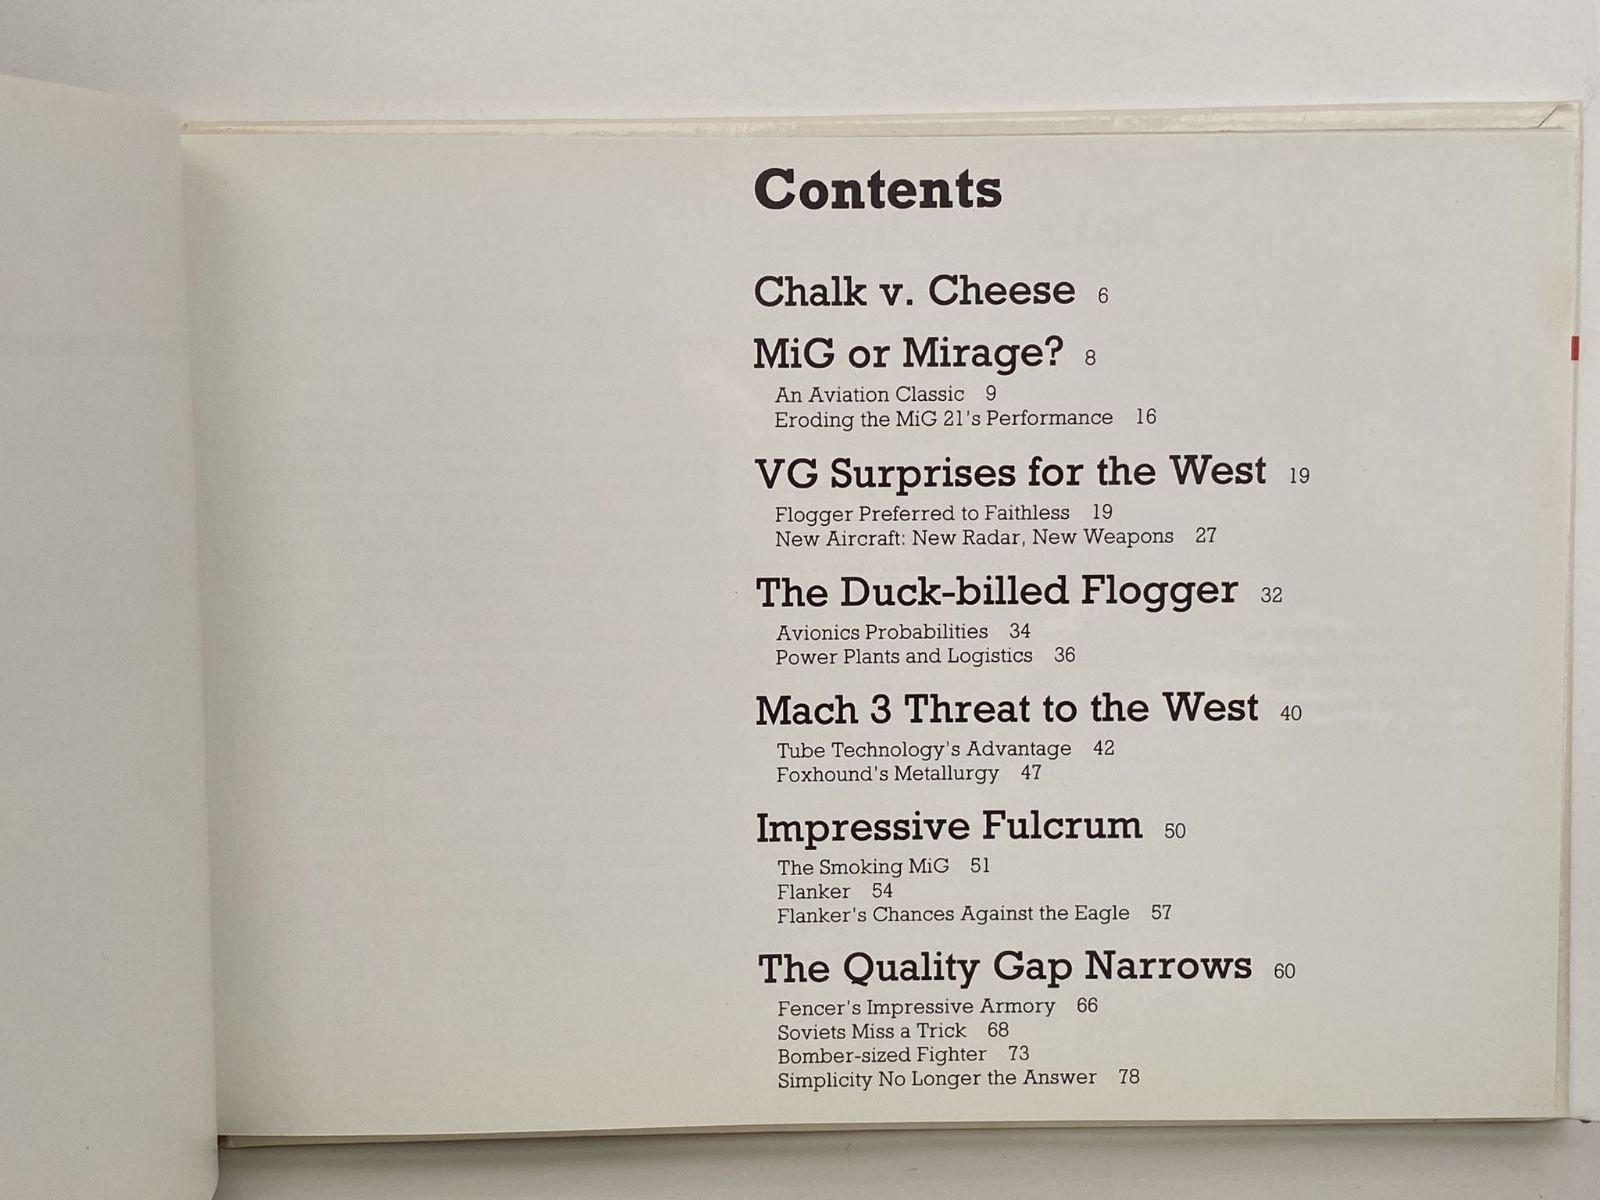 Contents
Chalk v. Cheese 6
MiG or Mirage? 8
An Aviation Classic 9
Eroding the MiG 21's Performance 16
VG Surprises for the West 19
Flogger Preferred to Faithless 19
New Aircraft: New Radar, New Weapons 27
The Duck-billed Flogger 32
Avionics Probabilities 34
Power Plants and Logistics 36
Mach 3 Threat to the West 40
Tube Technology's Advantage 42
Foxhound's Metallurgy 47
Impressive Fulcrum 50
The Smoking MiG 51
Flanker 54
Flanker's Chances Against the Eagle 57
The Quality Gap Narrows 60
Fencer's Impressive Armory 66
Soviets Miss a Trick 68
Bomber-sized Fighter 73
Simplicity No Longer the Answer 78